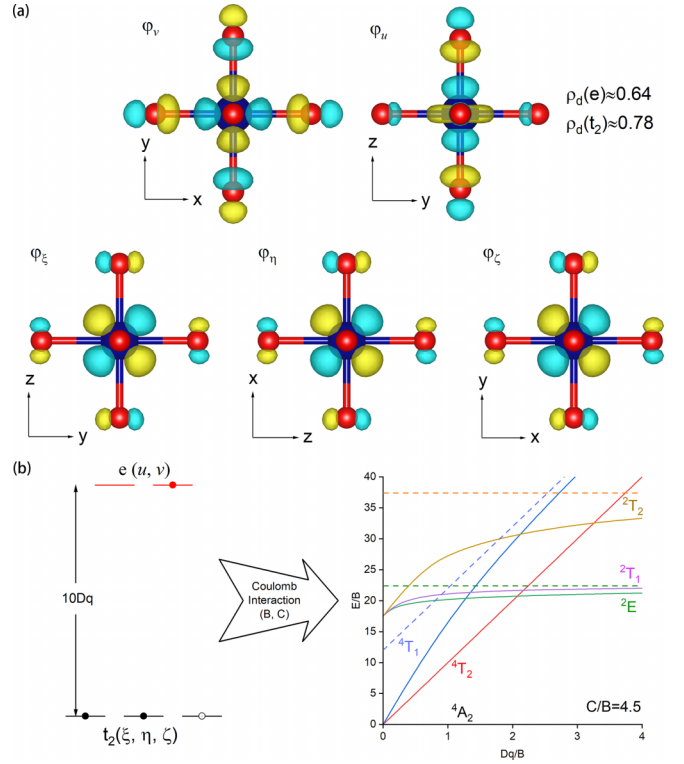 (a)
φᵥ
φᵤ
ρd(e)≈0.64
ρd(t₂)≈0.78
y
x
z
y
φξ
φη
φζ
z
y
x
z
y
x
(b)
e (u, v)
10Dq
t₂(ξ, η, ζ)
Coulomb
Interaction
(B, C)
E/B
40
35
30
25
20
15
10
5
0
²T₂
²T₁
²E
⁴T₁
⁴T₂
⁴A₂
C/B=4.5
0
1
2
3
4
Dq/B